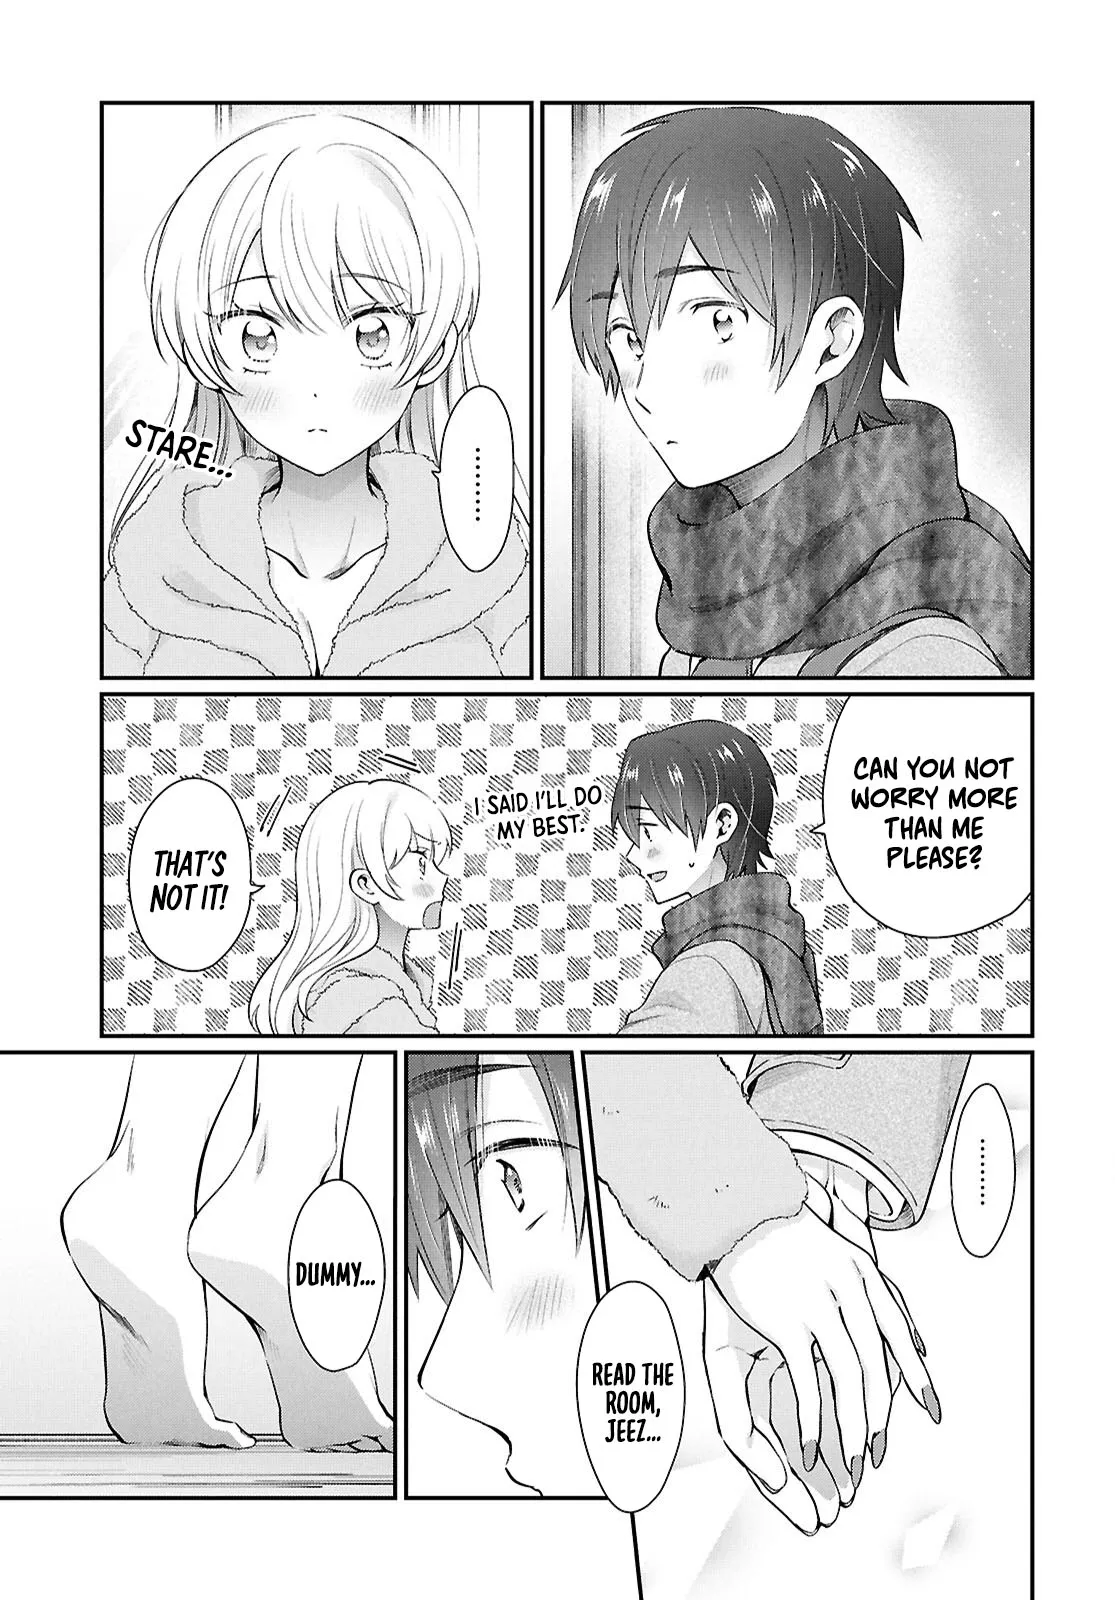 .........
STARE...
CAN YOU NOT
WORRY MORE
THAN ME
PLEASE?
I SAID I'LL DO
MY BEST.
THAT'S
NOT IT!
.........
READ THE
ROOM,
JEEZ...
DUMMY...